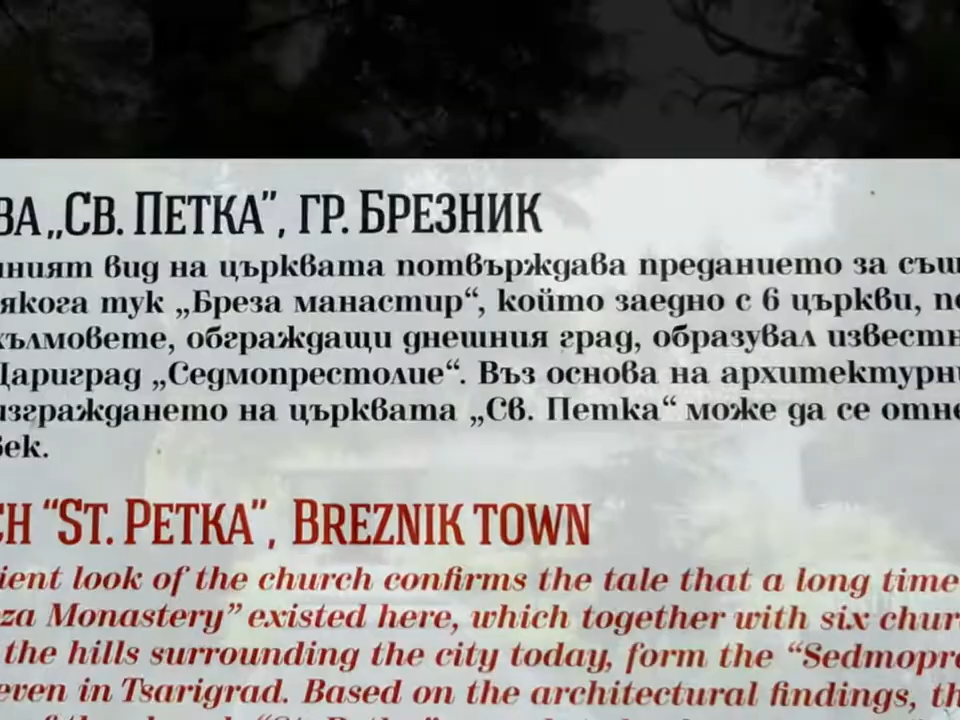 ВА „Св. Петка”, гр. Брезник
ният вид на църквата потвърждава преданието за същ
якога тук „Бреза манастир“, който заедно с 6 църкви, п
хълмовете, обграждащи днешния град, образувал известн
Цариград „Седмопрестолие“. Въз основа на архитектурн
изграждането на църквата „Св. Петка“ може да се отне
век.
CH “St. Petka”, Breznik town
ient look of the church confirms the tale that a long time
za Monastery” existed here, which together with six chur
the hills surrounding the city today, form the “Sedmopre
even in Tsarigrad. Based on the architectural findings, th